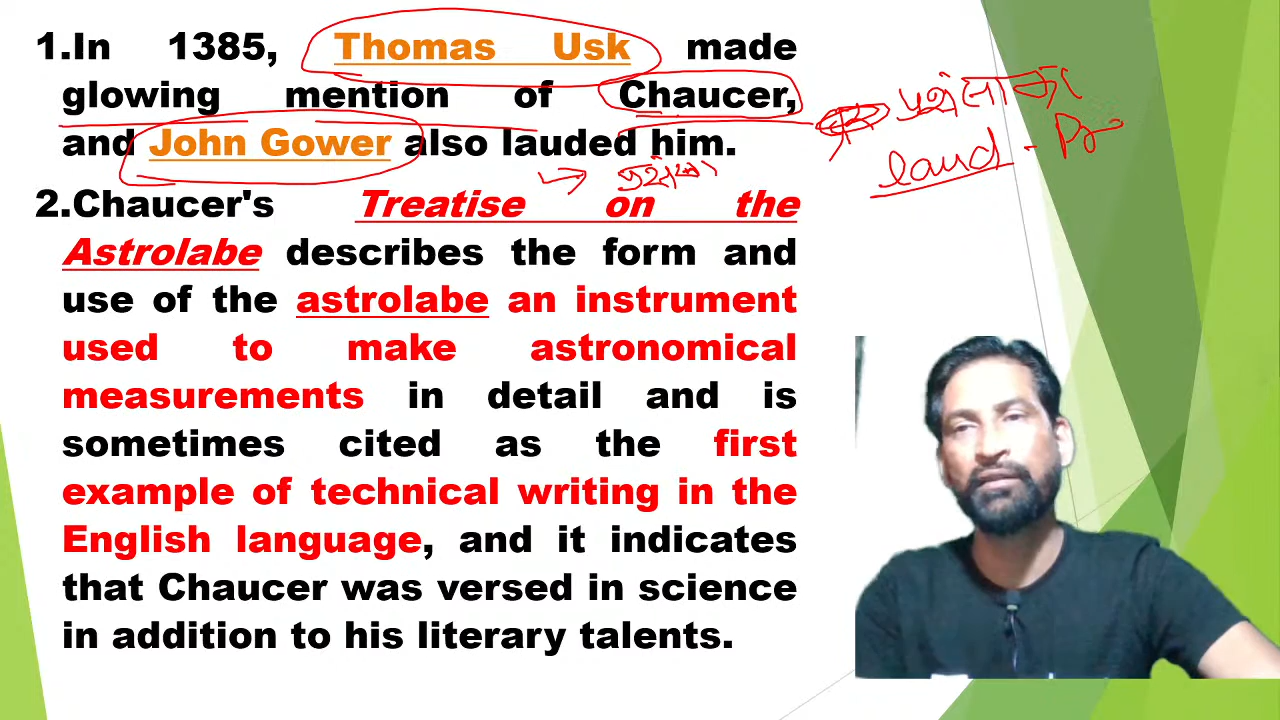 1.In 1385, Thomas Usk made
glowing mention of Chaucer,
and John Gower also lauded him.
laud - Pr
2.Chaucer's Treatise on the
Astrolabe describes the form and
use of the astrolabe an instrument
used to make astronomical
measurements in detail and is
sometimes cited as the first
example of technical writing in the
English language, and it indicates
that Chaucer was versed in science
in addition to his literary talents.